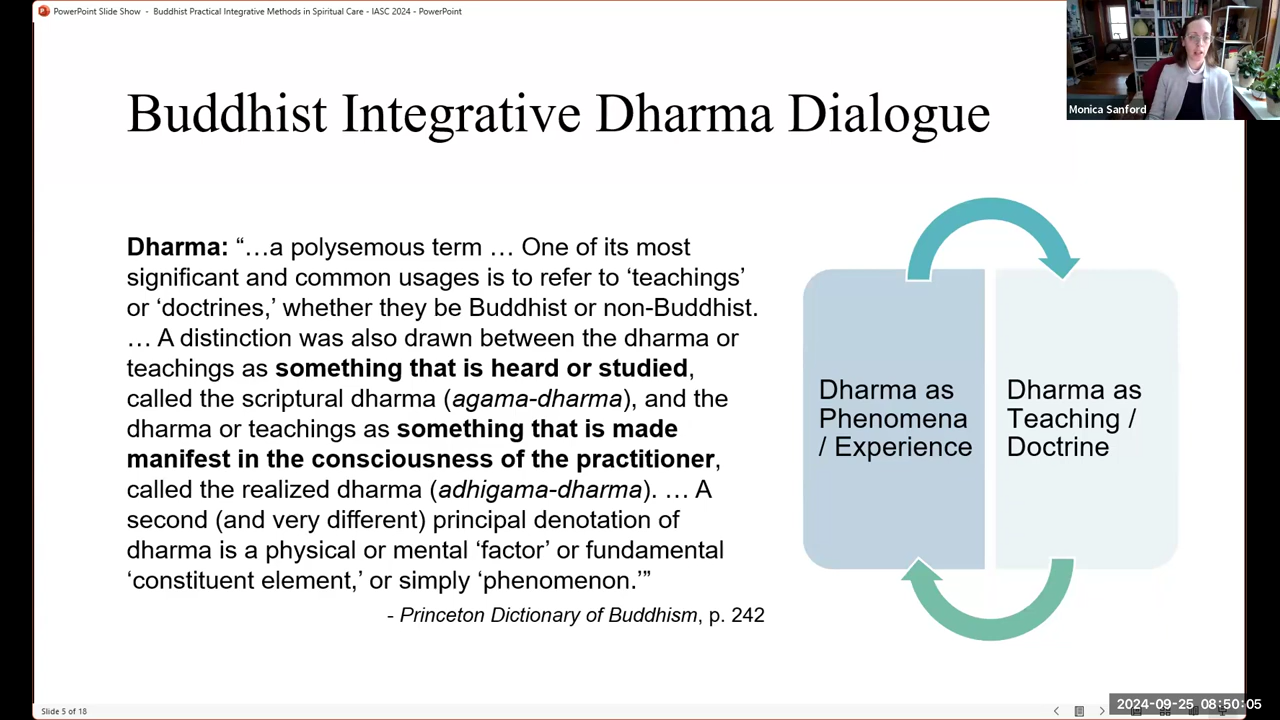 PowerPoint Slide Show - Buddhist Practical Integrative Methods in Spiritual Care - IASC 2024 - PowerPoint
Monica Sanford
Buddhist Integrative Dharma Dialogue
Dharma: “…a polysemous term … One of its most
significant and common usages is to refer to ‘teachings’
or ‘doctrines,’ whether they be Buddhist or non-Buddhist.
… A distinction was also drawn between the dharma or
teachings as something that is heard or studied,
called the scriptural dharma (agama-dharma), and the
dharma or teachings as something that is made
manifest in the consciousness of the practitioner,
called the realized dharma (adhigama-dharma). … A
second (and very different) principal denotation of
dharma is a physical or mental ‘factor’ or fundamental
‘constituent element,’ or simply ‘phenomenon.’”
- Princeton Dictionary of Buddhism, p. 242
Dharma as
Phenomena
/ Experience
Dharma as
Teaching /
Doctrine
Slide 5 of 18
2024-09-25 08:50:05